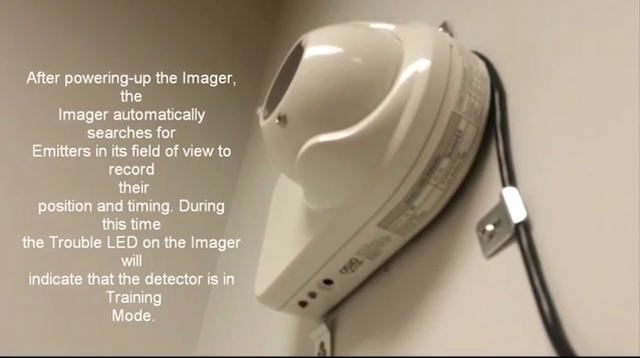 After powering-up the Imager,
the
Imager automatically
searches for
Emitters in its field of view to
record
their
position and timing. During
this time
the Trouble LED on the Imager
will
indicate that the detector is in
Training
Mode.
OSID